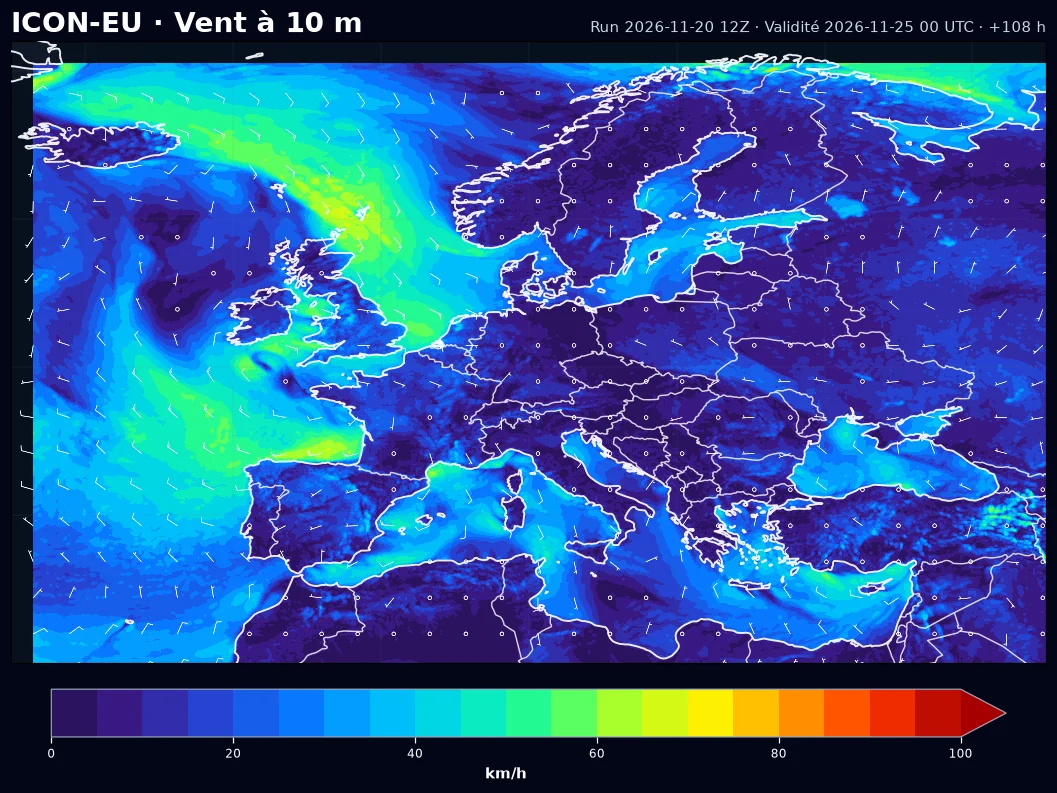 ICON-EU · Vent à 10 m
Run 2026-11-20 12Z · Validité 2026-11-25 00 UTC · +108 h
0 20 40 60 80 100
km/h